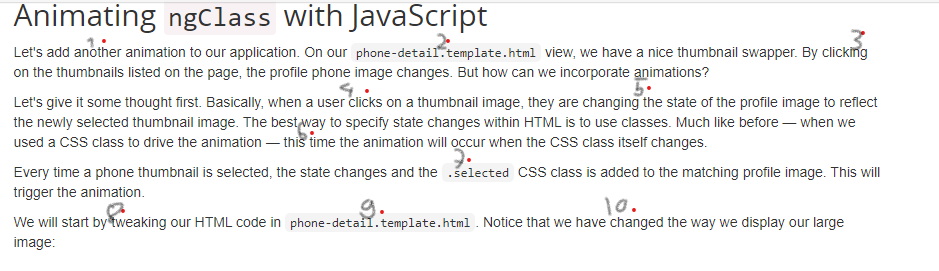 Animating ngClass with JavaScript
1 2 3
Let's add another animation to our application. On our phone-detail.template.html view, we have a nice thumbnail swapper. By clicking
on the thumbnails listed on the page, the profile phone image changes. But how can we incorporate animations?
4 5
Let's give it some thought first. Basically, when a user clicks on a thumbnail image, they are changing the state of the profile image to reflect
the newly selected thumbnail image. The best way to specify state changes within HTML is to use classes. Much like before — when we
6
used a CSS class to drive the animation — this time the animation will occur when the CSS class itself changes.
7
Every time a phone thumbnail is selected, the state changes and the .selected CSS class is added to the matching profile image. This will
trigger the animation.
8 9 10
We will start by tweaking our HTML code in phone-detail.template.html . Notice that we have changed the way we display our large
image: